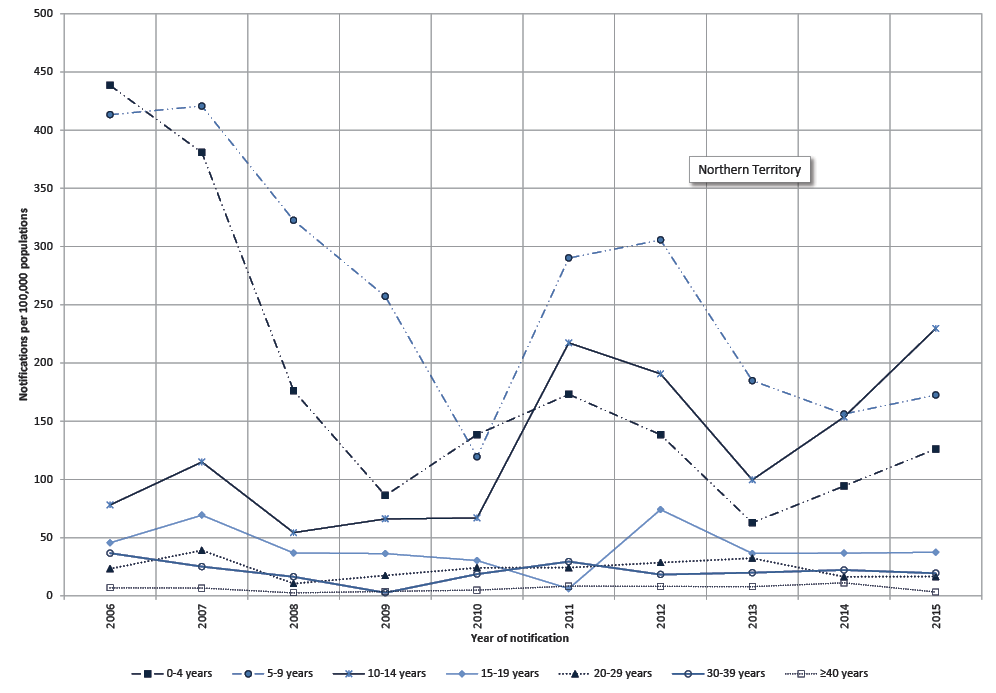 500
450
400
350
300
250
200
150
100
50
0
Notifications per 100,000 populations
Northern Territory
2006 2007 2008 2009 2010 2011 2012 2013 2014 2015
Year of notification
0-4 years 5-9 years 10-14 years 15-19 years 20-29 years 30-39 years ≥40 years